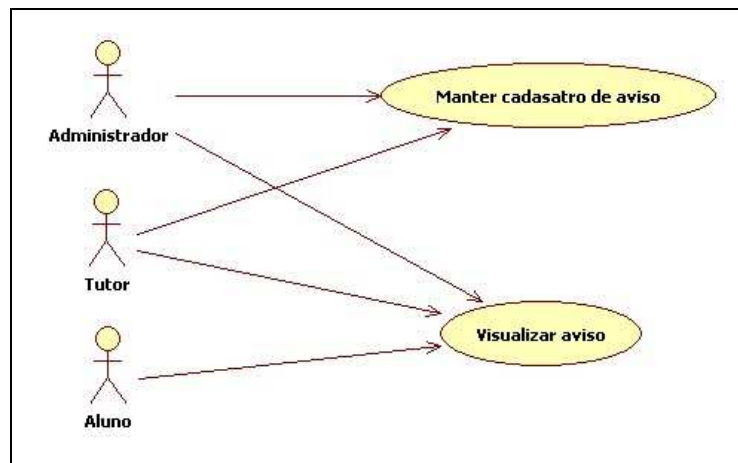 Manter cadasatro de aviso
Administrador
Tutor
Visualizar aviso
Aluno